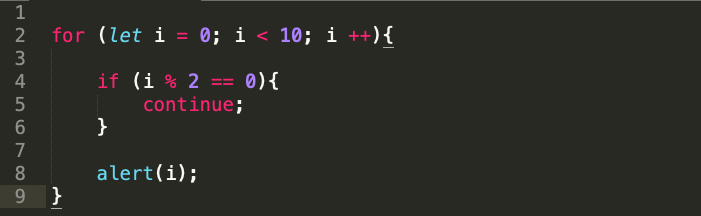 1
2 for (let i = 0; i < 10; i ++){
3
4     if (i % 2 == 0){
5         continue;
6     }
7
8     alert(i);
9 }